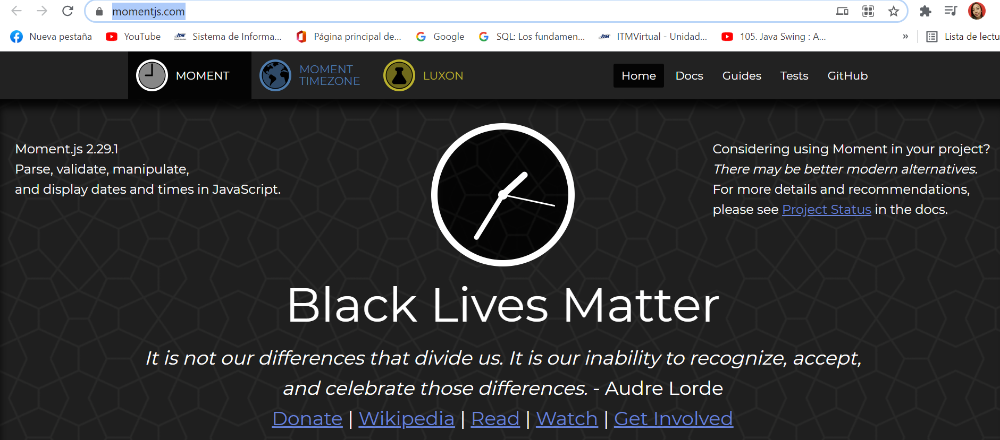 momentjs.com
Nueva pestaña YouTube Sistema de Informa... Página principal de... Google SQL: Los fundamen... ITMVirtual - Unidad... 105. Java Swing : A... » Lista de lectu
MOMENT MOMENT TIMEZONE LUXON Home Docs Guides Tests GitHub
Moment.js 2.29.1
Parse, validate, manipulate,
and display dates and times in JavaScript.
Considering using Moment in your project?
There may be better modern alternatives.
For more details and recommendations,
please see Project Status in the docs.
Black Lives Matter
It is not our differences that divide us. It is our inability to recognize, accept,
and celebrate those differences. - Audre Lorde
Donate | Wikipedia | Read | Watch | Get Involved